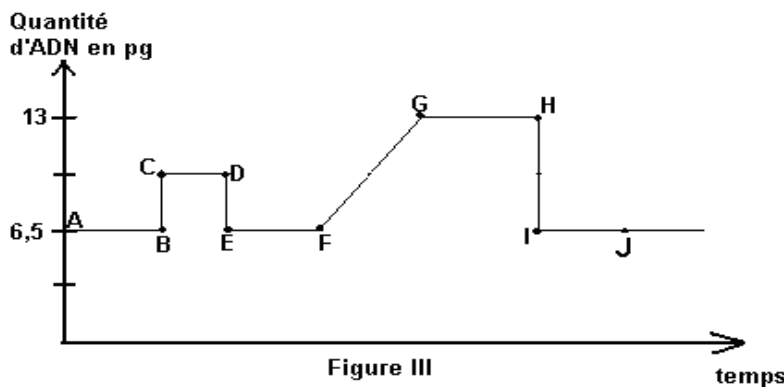 Quantité
d'ADN en pg
13
G
H
C
D
A
6,5
B
E
F
I
J
Figure III
temps